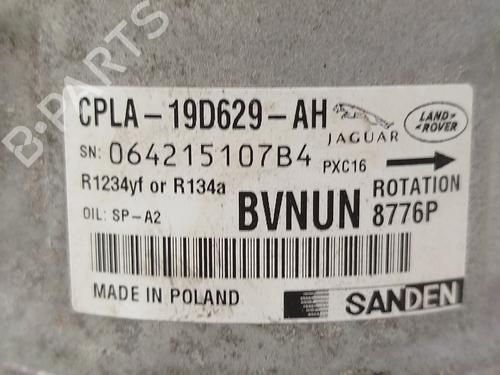 B-PARTS
CPLA-19D629-AH
JAGUAR
LAND ROVER
SN: 064215107B4
PXC16
R1234yf or R134a
ROTATION
OIL: SP-A2
BVNUN
8776P
MADE IN POLAND
SANDEN